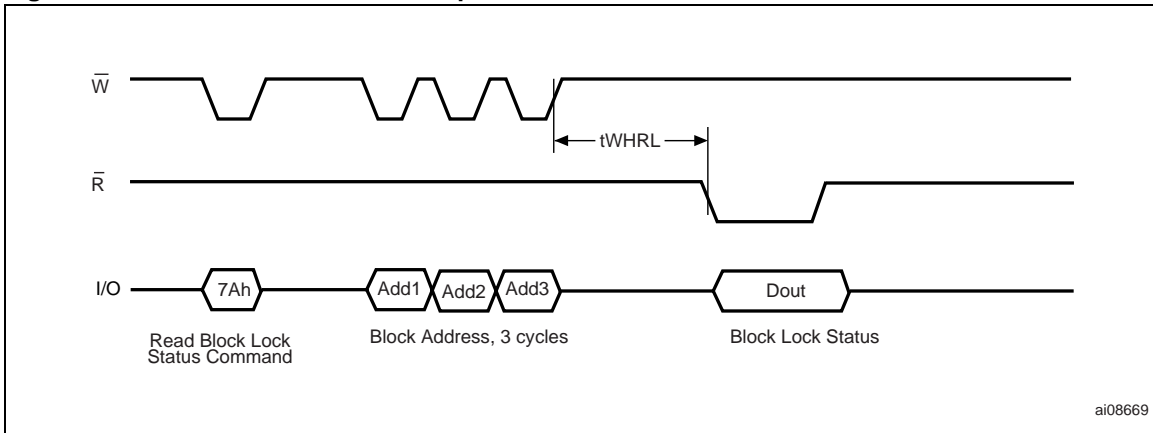 W̅
tWHRL
R̅
I/O
7Ah
Add1
Add2
Add3
Dout
Read Block Lock
Status Command
Block Address, 3 cycles
Block Lock Status
ai08669